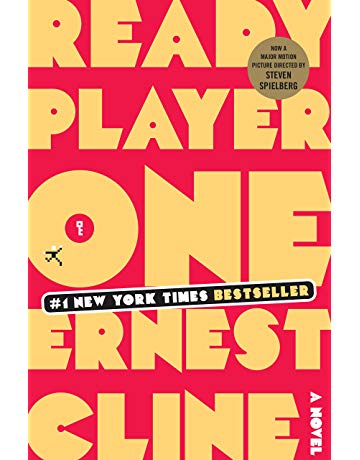 READY
NOW A
MAJOR MOTION
PICTURE DIRECTED BY
STEVEN
SPIELBERG
PLAYER
ONE
#1 NEW YORK TIMES BESTSELLER
ERNEST
CLINE
A NOVEL